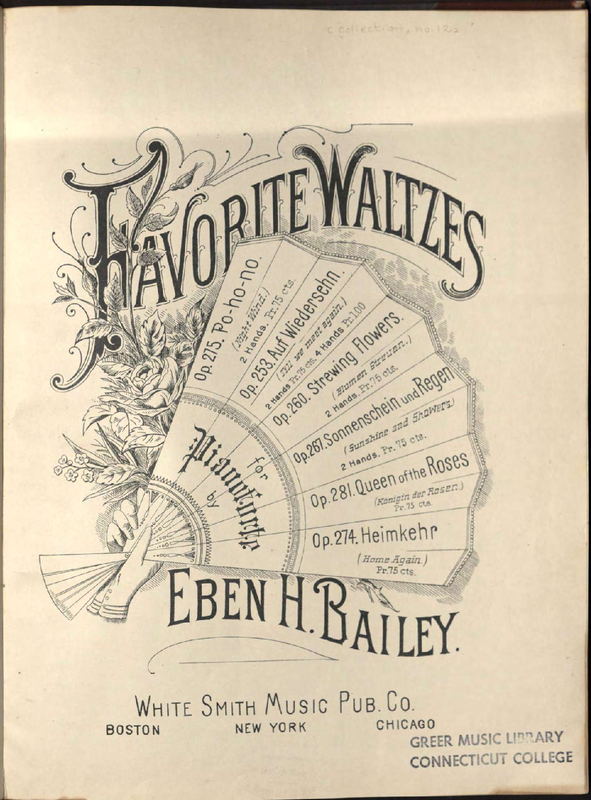 Collection, no. 122
FAVORITE WALTZES
Op. 275. Po-ho-no.
(Night Wind.)
2 Hands. Pr. 75 cts.
Op. 253. Auf Wiedersehn.
(Till we meet again.)
2 Hands Pr. 75 cts. 4 Hands Pr. 1.00
Op. 260. Strewing Flowers.
(Blumen Streuen.)
2 Hands. Pr. 75 cts.
Op. 267. Sonnenschein und Regen
(Sunshine and Showers)
2 Hands. Pr. 75 cts.
Op. 281. Queen of the Roses
(Königin der Rosen.)
Pr. 75 cts.
Op. 274. Heimkehr
(Home Again.)
Pr. 75 cts.
for
Pianoforte
by
EBEN H. BAILEY.
WHITE SMITH MUSIC PUB. CO.
BOSTON NEW YORK CHICAGO
GREER MUSIC LIBRARY
CONNECTICUT COLLEGE